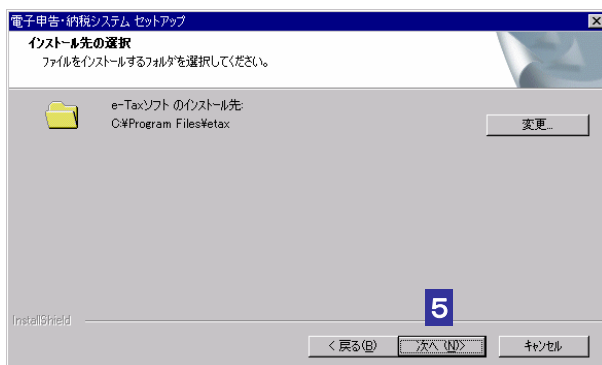 電子申告・納税システム セットアップ
インストール先の選択
ファイルをインストールするフォルダを選択してください。
e-Taxソフト のインストール先:
C:¥Program Files¥etax
変更...
5
InstallShield
< 戻る(B)
次へ (N)>
キャンセル